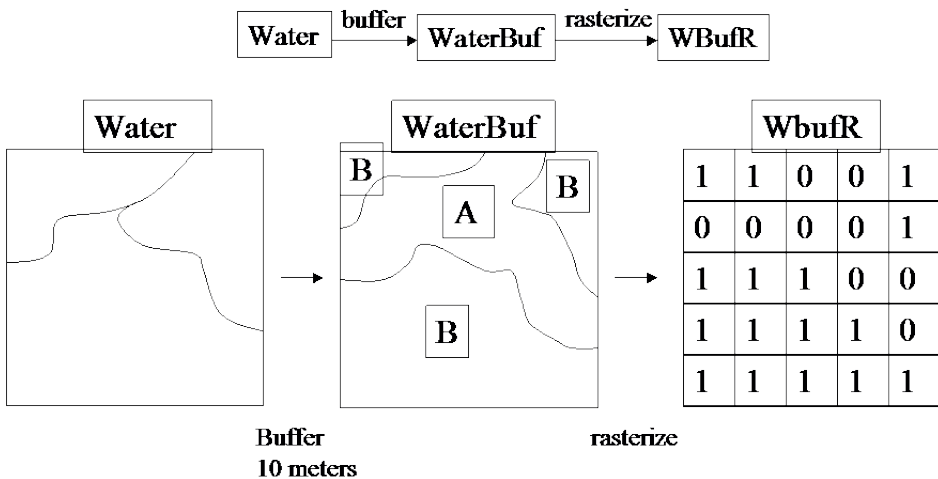 buffer rasterize
Water WaterBuf WBufR
Water WaterBuf WbufR
B
B
A
B
1 1 0 0 1
0 0 0 0 1
1 1 1 0 0
1 1 1 1 0
1 1 1 1 1
Buffer rasterize
10 meters